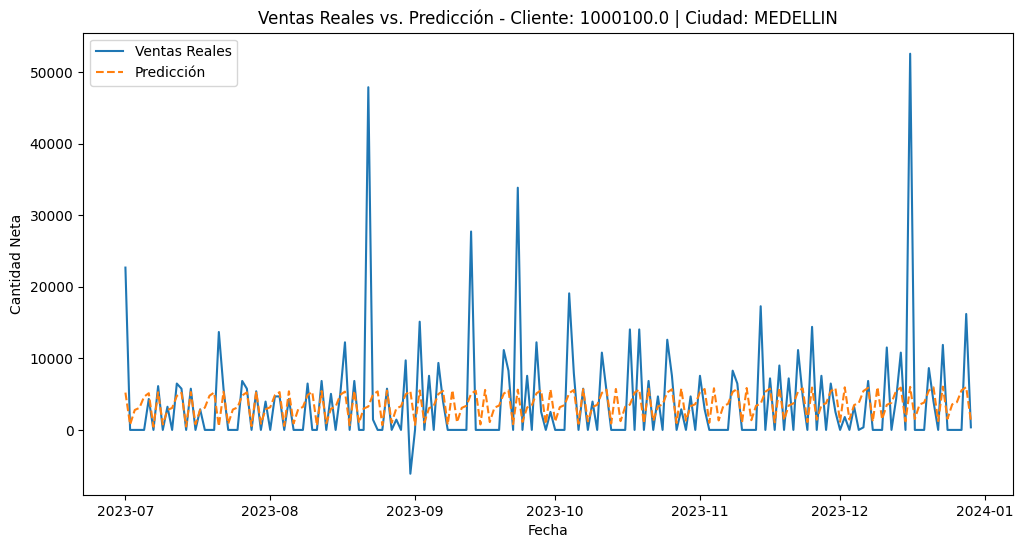 Ventas Reales vs. Predicción - Cliente: 1000100.0 | Ciudad: MEDELLIN
Ventas Reales
Predicción
50000
40000
30000
20000
10000
0
Cantidad Neta
2023-07
2023-08
2023-09
2023-10
2023-11
2023-12
2024-01
Fecha